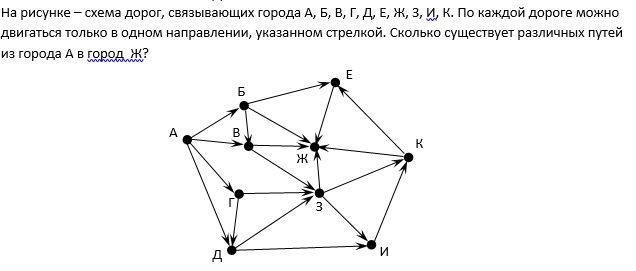 На рисунке – схема дорог, связывающих города А, Б, В, Г, Д, Е, Ж, З, И, К. По каждой дороге можно
двигаться только в одном направлении, указанном стрелкой. Сколько существует различных путей
из города А в город Ж?
Е
Б
А
В
Ж
К
Г
З
Д
И